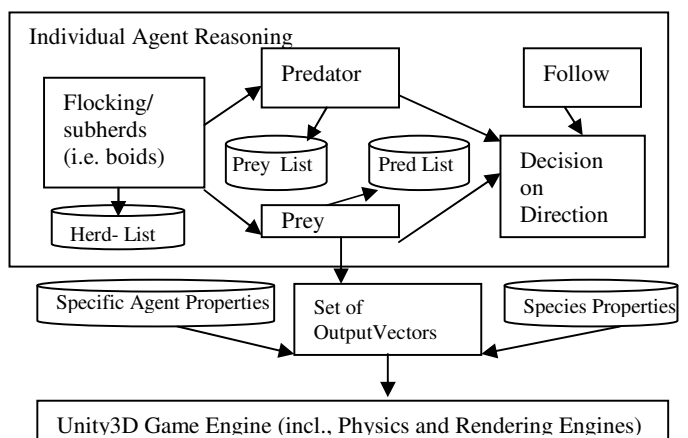 Individual Agent Reasoning
Predator
Follow
Flocking/
subherds
(i.e. boids)
Prey List
Pred List
Decision
on
Direction
Prey
Herd- List
Specific Agent Properties
Set of
OutputVectors
Species Properties
Unity3D Game Engine (incl., Physics and Rendering Engines)